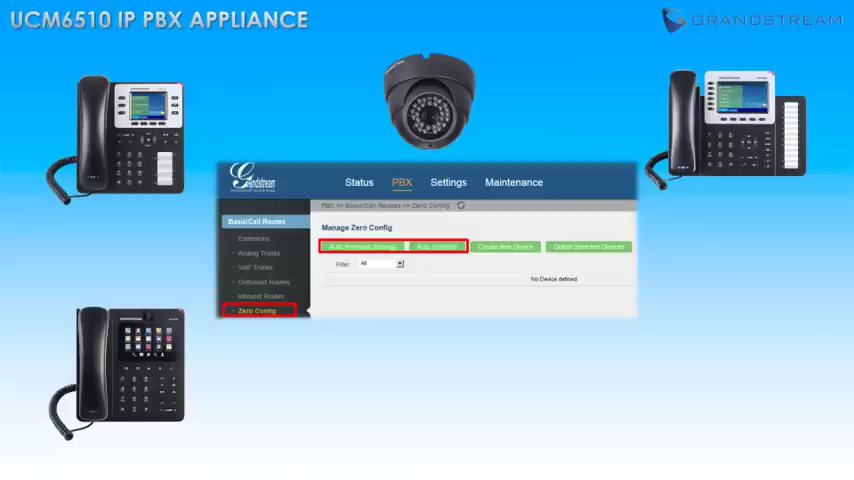 UCM6510 IP PBX APPLIANCE
GRANDSTREAM
Grandstream
Status PBX Settings Maintenance
PBX >> Basic/Call Routes >> Zero Config
Basic/Call Routes
Manage Zero Config
Extensions
Auto Provision Settings Auto Discover Create New Device Delete Selected Devices
Analog Trunks
VoIP Trunks
Filter: All
Outbound Routes
No Device defined
Inbound Routes
Zero Config